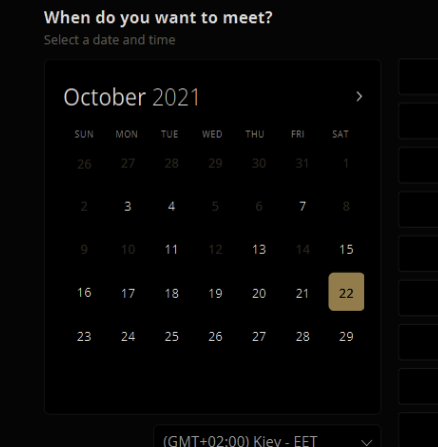 When do you want to meet?
Select a date and time
October 2021
SUN MON TUE WED THU FRI SAT
26 27 28 29 30 31 1
2 3 4 5 6 7 8
9 10 11 12 13 14 15
16 17 18 19 20 21 22
23 24 25 26 27 28 29
(GMT+02:00) Kiev - EET